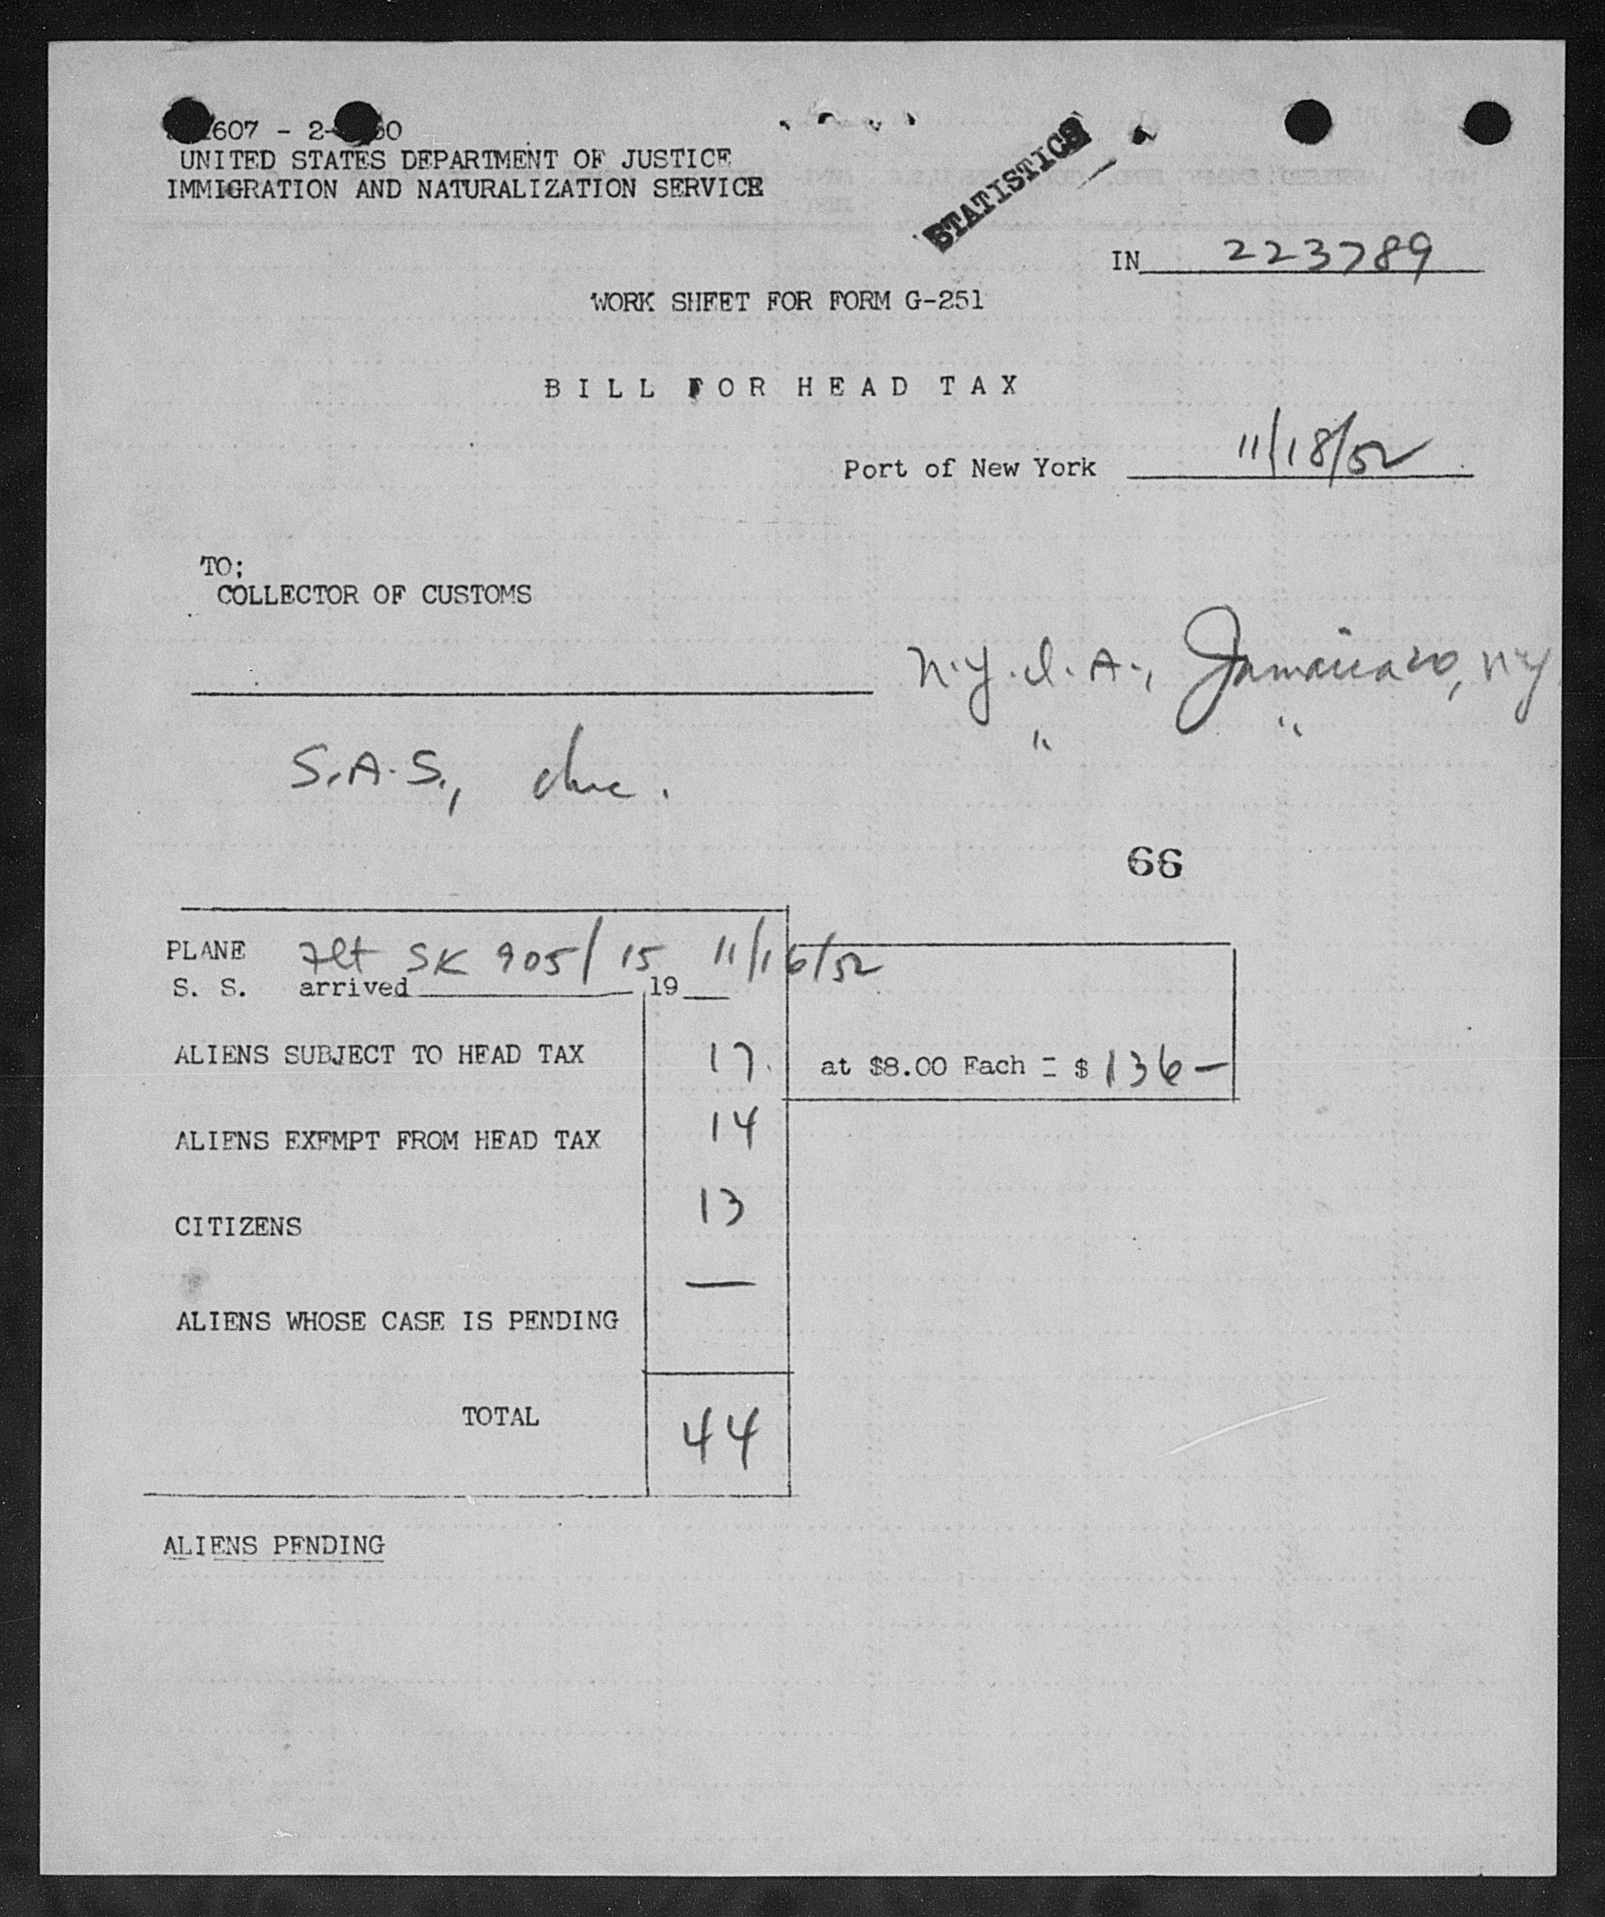 607 - 2- 50
UNITED STATES DEPARTMENT OF JUSTICE
IMMIGRATION AND NATURALIZATION SERVICE
STATISTICS
IN 223789
WORK SHEET FOR FORM G-251
BILL FOR HEAD TAX
Port of New York 11/18/52
TO:
COLLECTOR OF CUSTOMS
N.Y.I.A., Jamaica 20, NY
" "
S.A.S., Inc.
66
PLANE Flt SK 905/15 11/16/52
S. S. arrived ,19
ALIENS SUBJECT TO HEAD TAX 17. at $8.00 Each = $ 136-
ALIENS EXEMPT FROM HEAD TAX 14
CITIZENS 13
ALIENS WHOSE CASE IS PENDING —
TOTAL 44
ALIENS PENDING